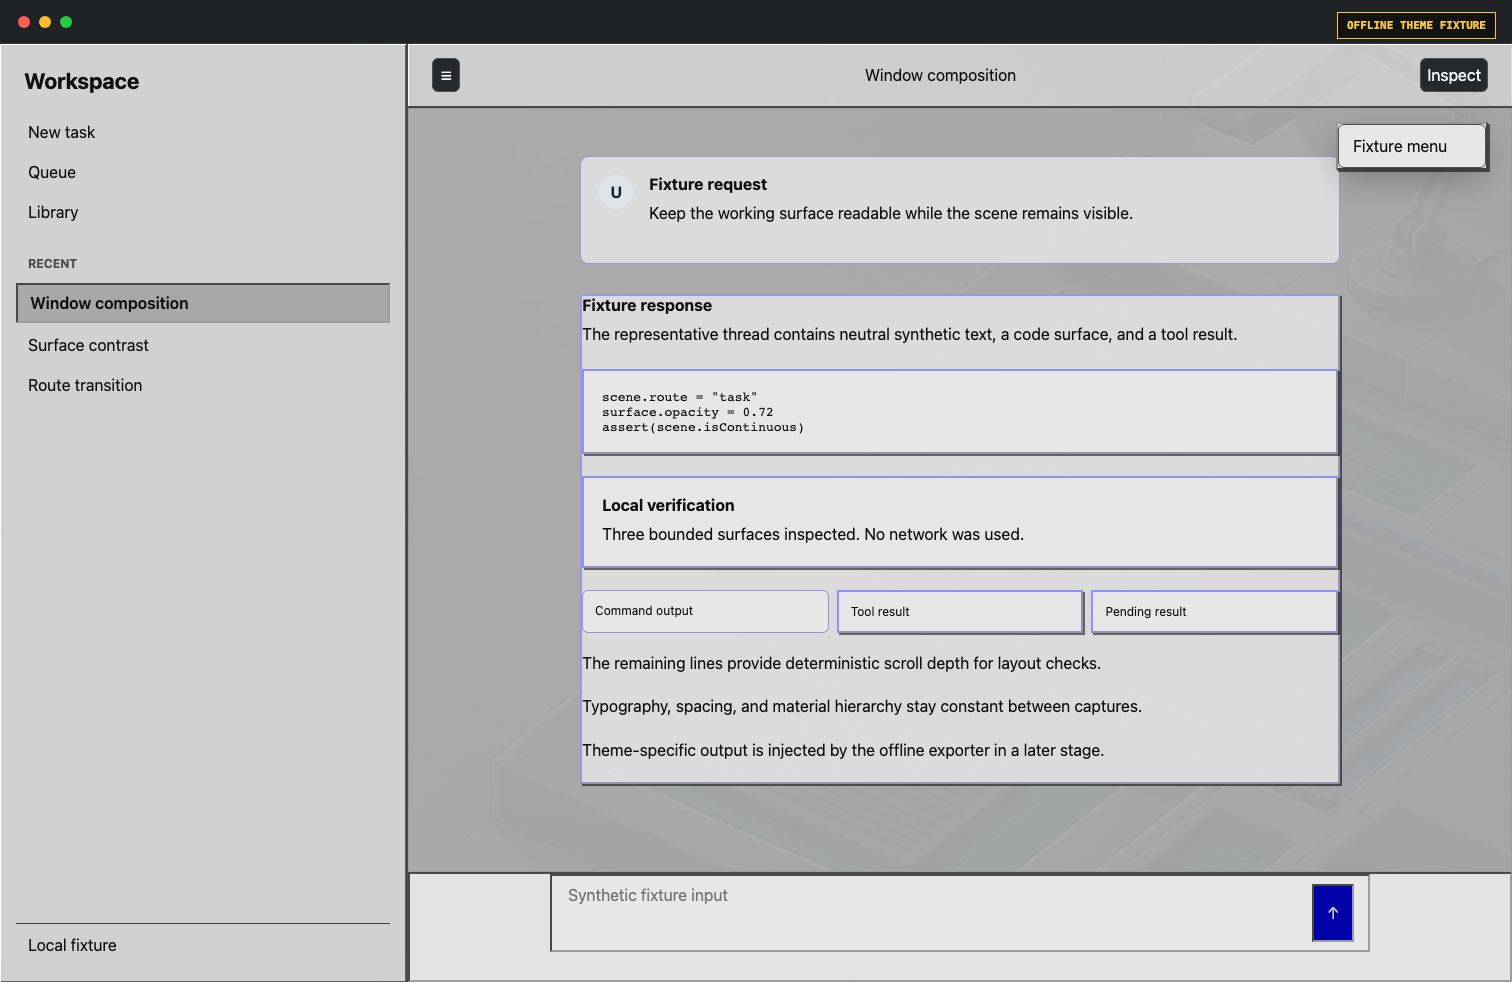 OFFLINE THEME FIXTURE
Workspace
New task
Queue
Library
RECENT
Window composition
Surface contrast
Route transition
Local fixture
≡
Window composition
Inspect
Fixture menu
U
Fixture request
Keep the working surface readable while the scene remains visible.
Fixture response
The representative thread contains neutral synthetic text, a code surface, and a tool result.
scene.route = "task"
surface.opacity = 0.72
assert(scene.isContinuous)
Local verification
Three bounded surfaces inspected. No network was used.
Command output
Tool result
Pending result
The remaining lines provide deterministic scroll depth for layout checks.
Typography, spacing, and material hierarchy stay constant between captures.
Theme-specific output is injected by the offline exporter in a later stage.
Synthetic fixture input
↑